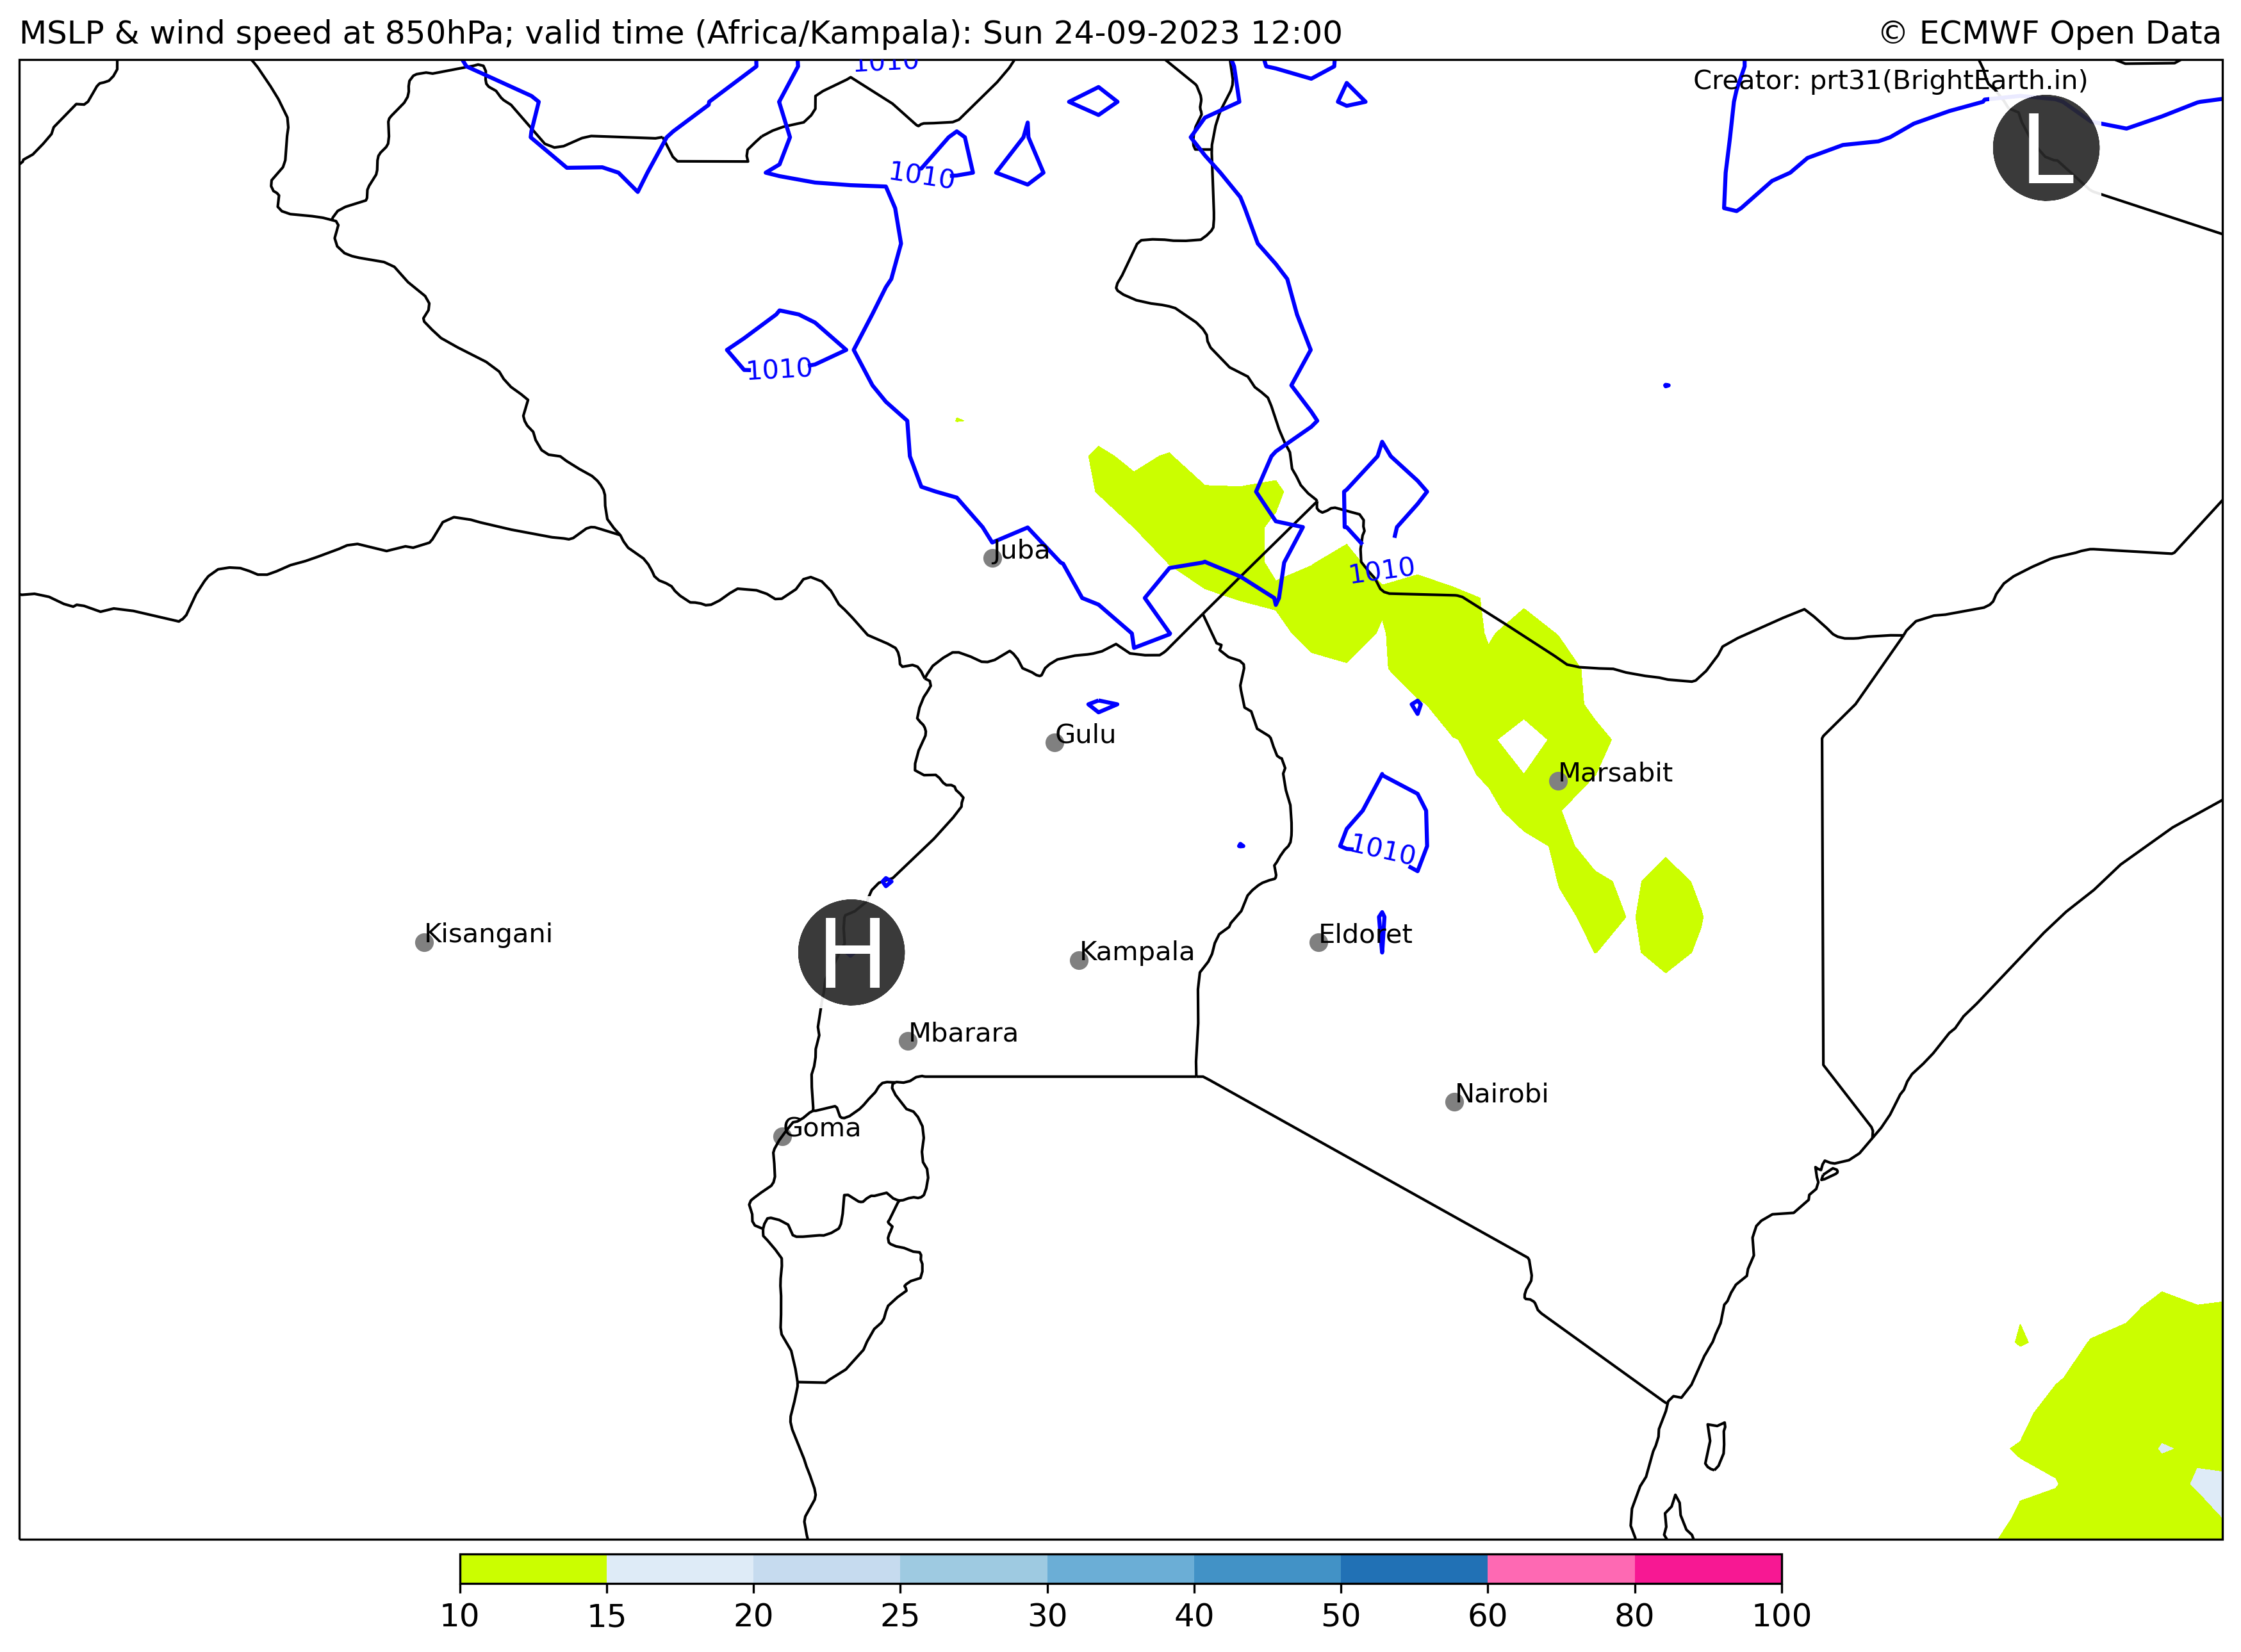 MSLP & wind speed at 850hPa; valid time (Africa/Kampala): Sun 24-09-2023 12:00
© ECMWF Open Data
1010
Creator: prt31(BrightEarth.in)
L
1010
1010
Juba
1010
Gulu
Marsabit
1010
Kisangani
H
Kampala
Eldoret
Mbarara
Nairobi
Goma
10 15 20 25 30 40 50 60 80 100